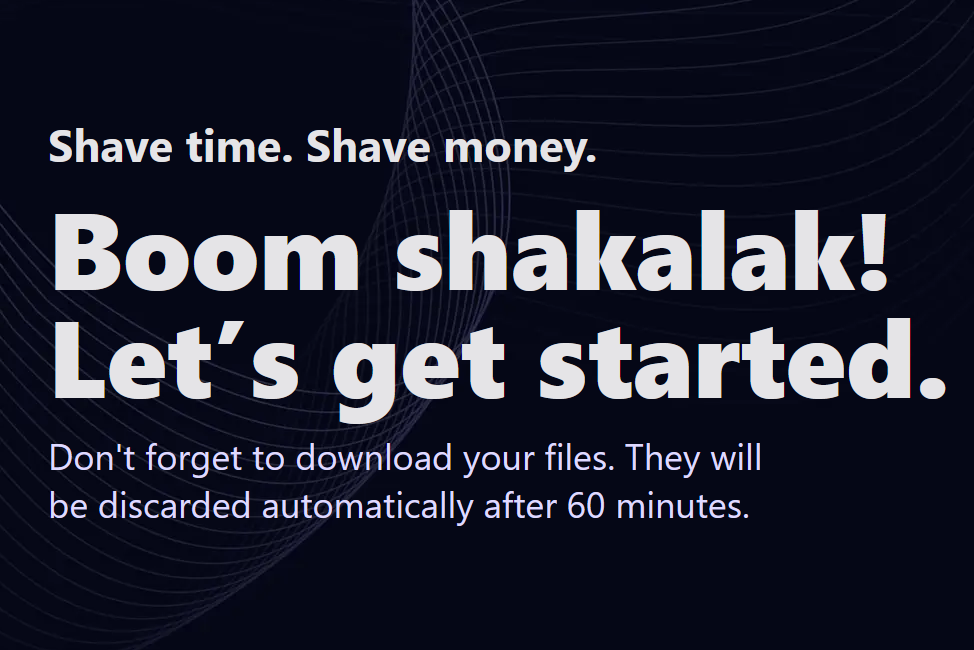 Shave time. Shave money.
Boom shakalak!
Let’s get started.
Don't forget to download your files. They will
be discarded automatically after 60 minutes.